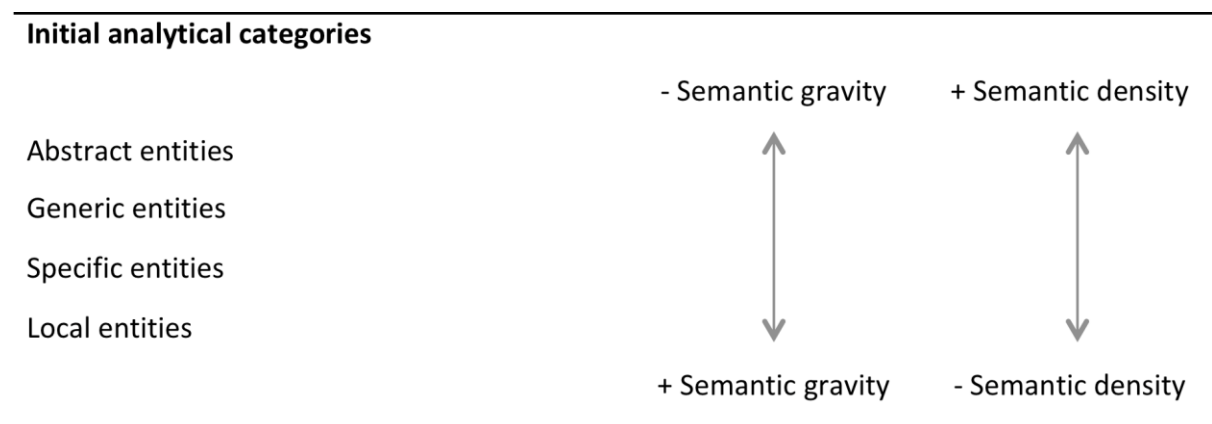 Initial analytical categories
- Semantic gravity + Semantic density
Abstract entities
Generic entities
Specific entities
Local entities
+ Semantic gravity - Semantic density